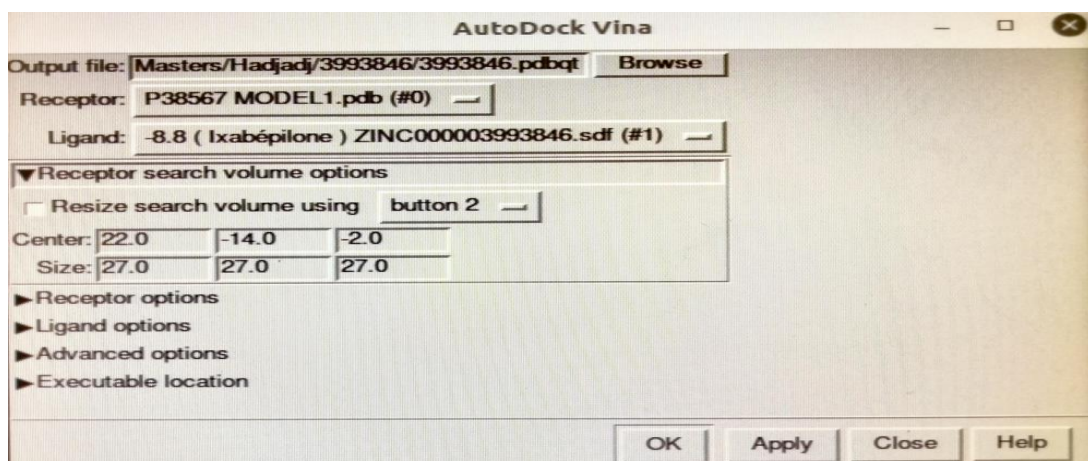 AutoDock Vina
Output file: Masters/Hadjadj/3993846/3993846.pdbqt Browse
Receptor: P38567 MODEL1.pdb (#0)
Ligand: -8.8 ( Ixabépilone ) ZINC000003993846.sdf (#1)
Receptor search volume options
Resize search volume using button 2
Center: 22.0 -14.0 -2.0
Size: 27.0 27.0 27.0
Receptor options
Ligand options
Advanced options
Executable location
OK Apply Close Help